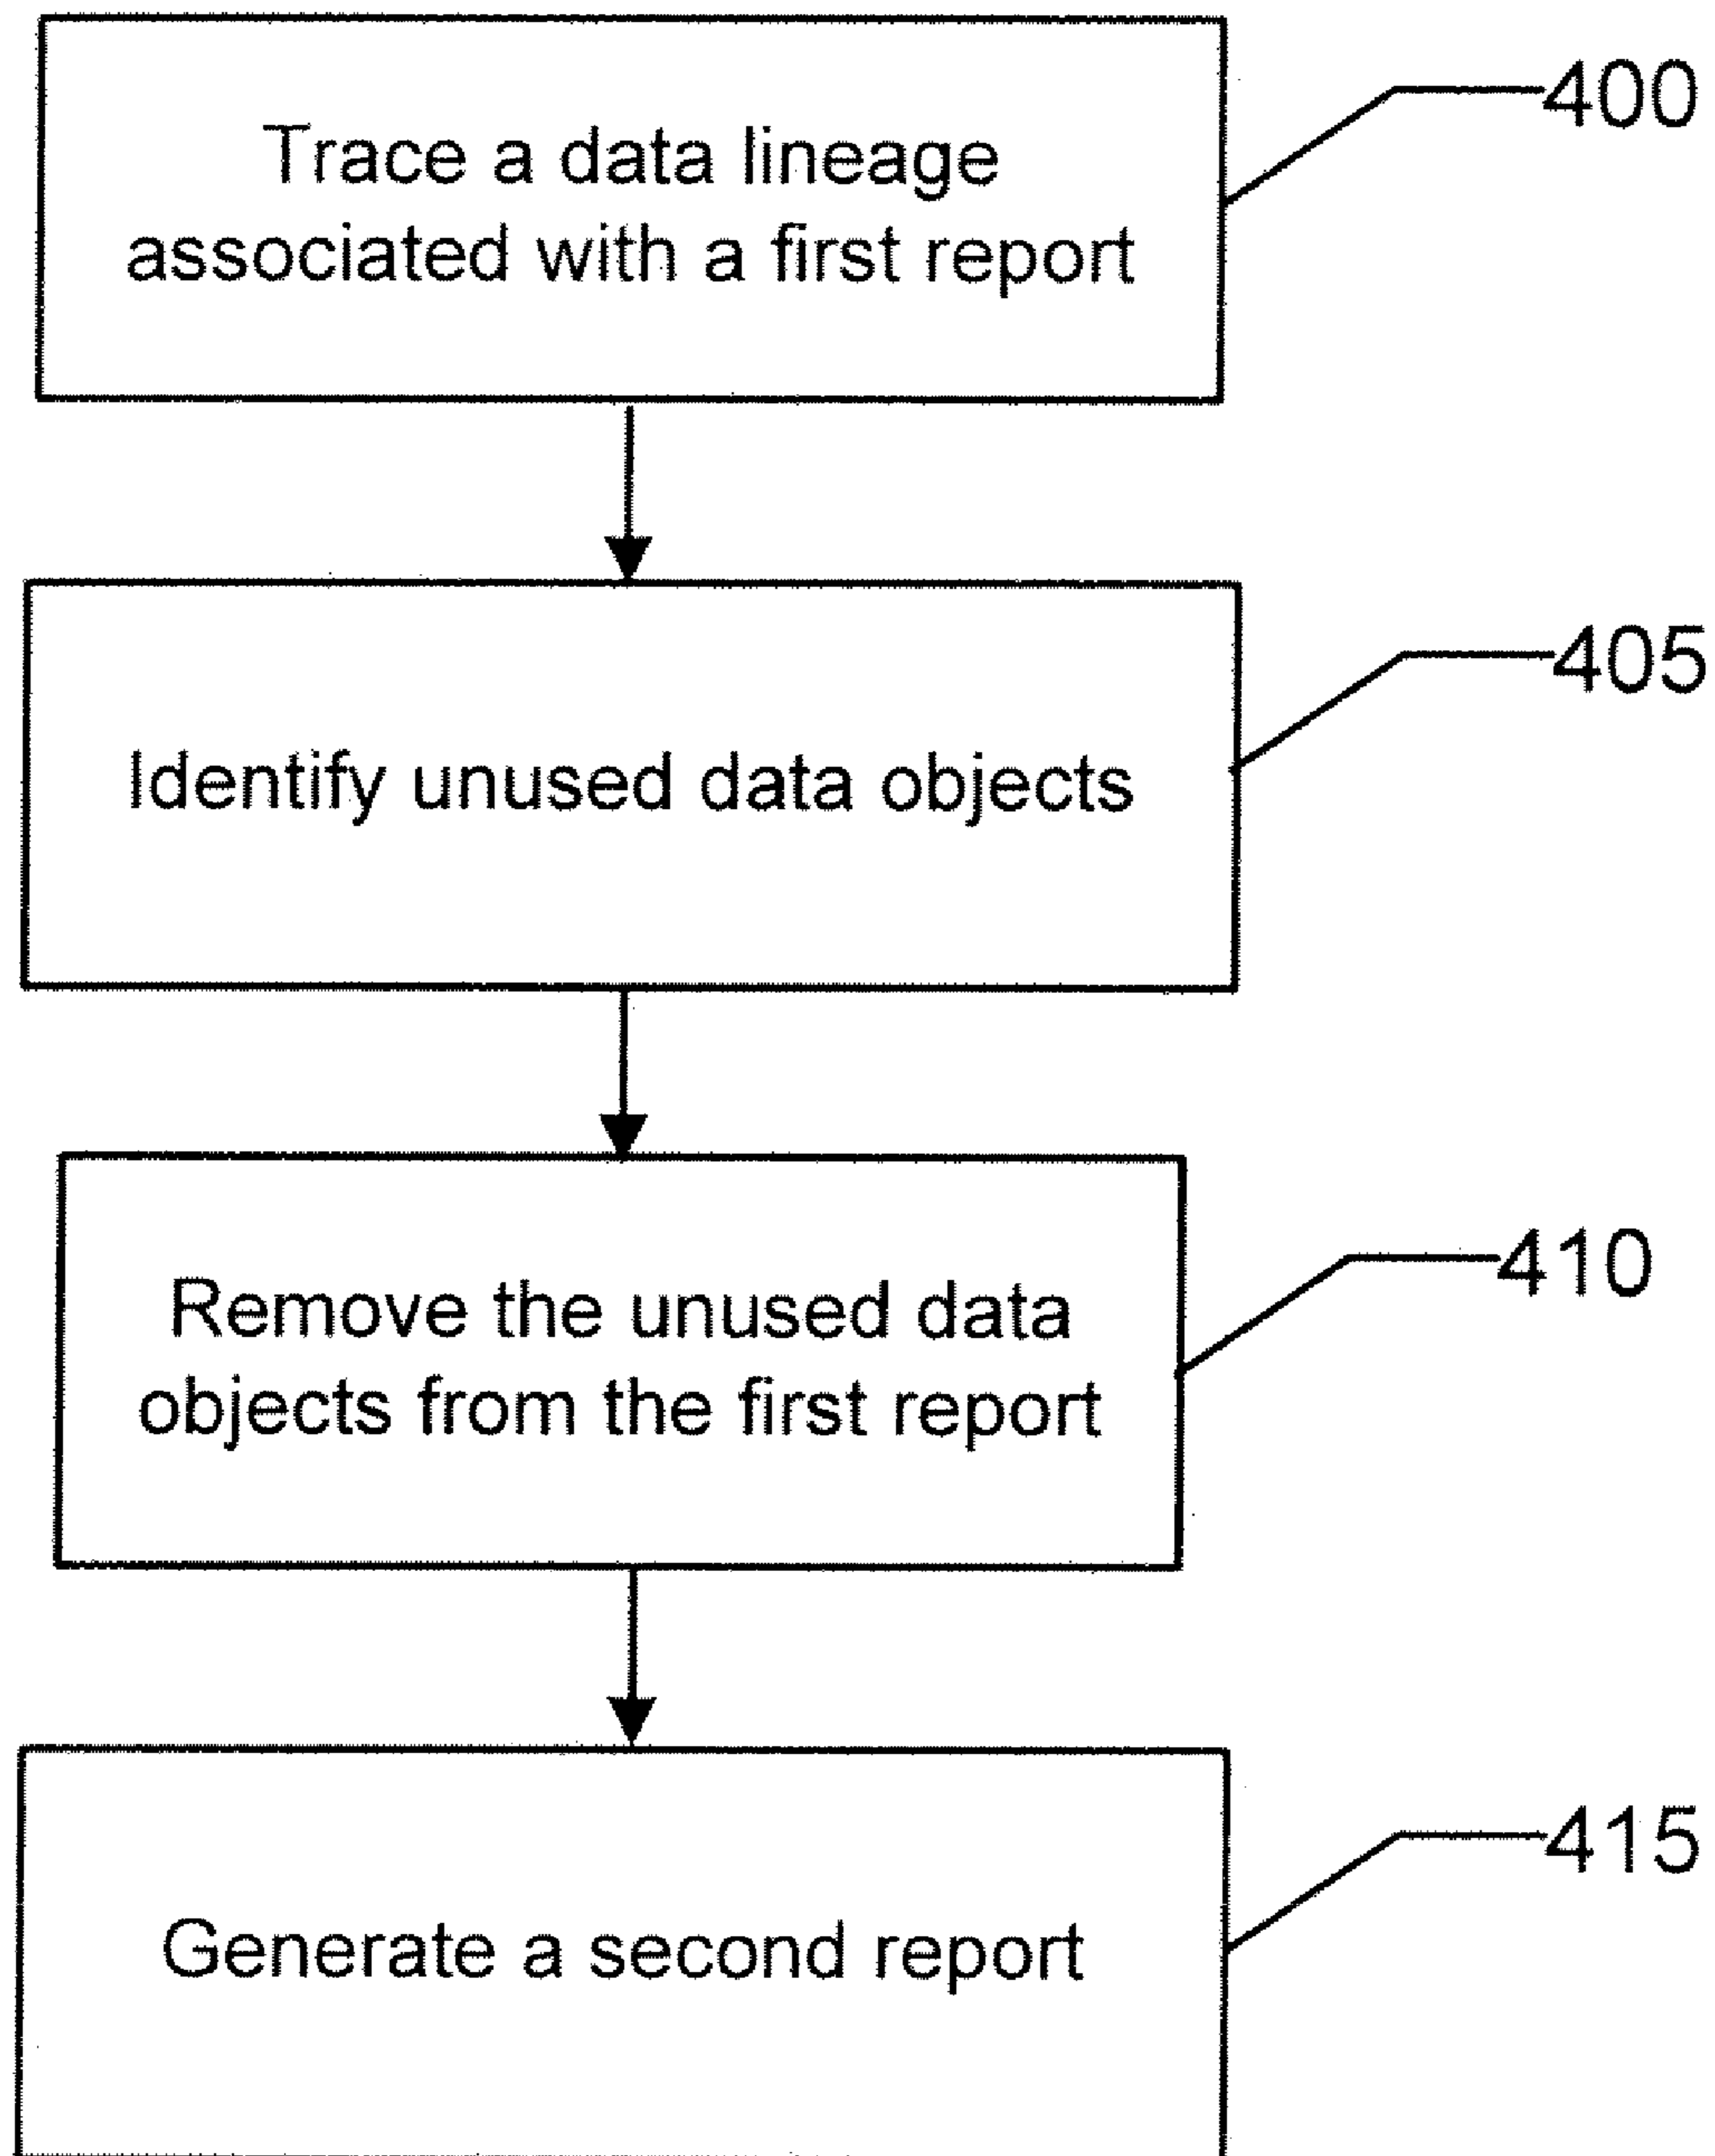 Trace a data lineage
associated with a first report
400
Identify unused data objects
405
Remove the unused data
objects from the first report
410
Generate a second report
415